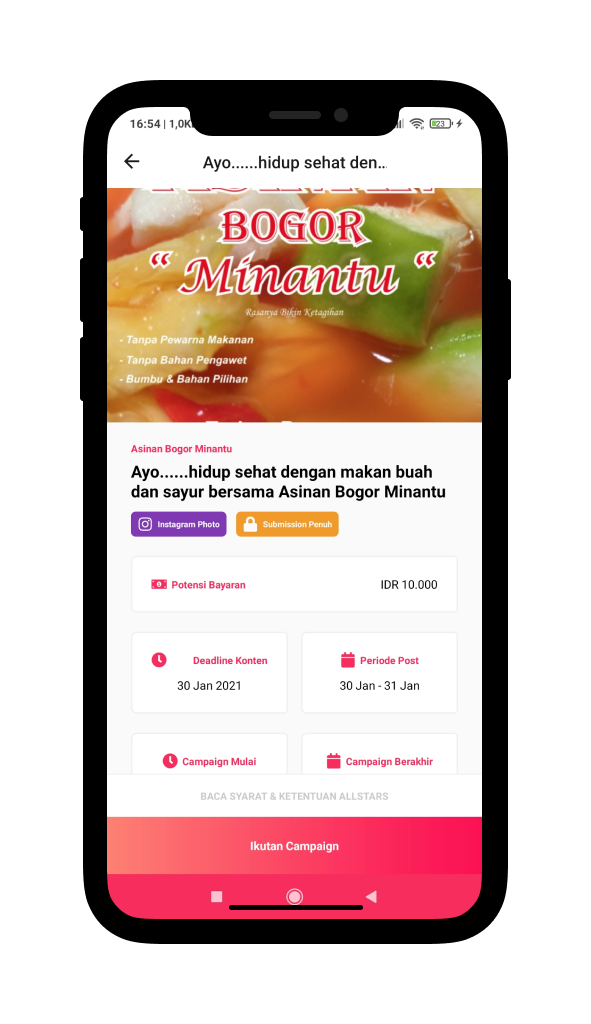 16:54 | 1,0K
23
Ayo......hidup sehat den...
BOGOR
“ Minantu “
Rasanya Bikin Ketagihan
- Tanpa Pewarna Makanan
- Tanpa Bahan Pengawet
- Bumbu & Bahan Pilihan
Asinan Bogor Minantu
Ayo......hidup sehat dengan makan buah
dan sayur bersama Asinan Bogor Minantu
Instagram Photo
Submission Penuh
Potensi Bayaran
IDR 10.000
Deadline Konten
Periode Post
30 Jan 2021
30 Jan - 31 Jan
Campaign Mulai
Campaign Berakhir
BACA SYARAT & KETENTUAN ALLSTARS
Ikutan Campaign